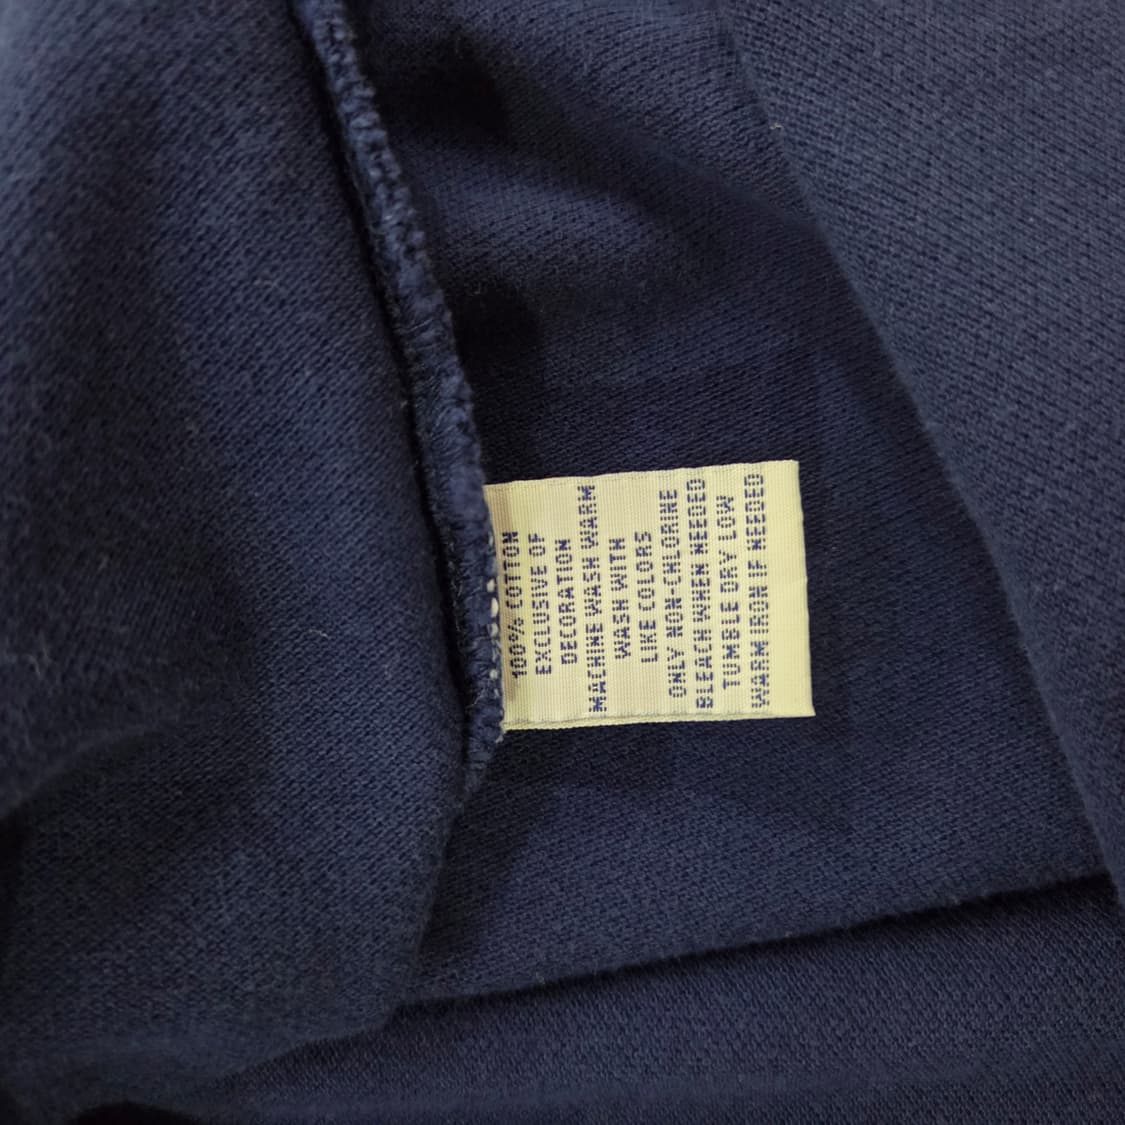 100% COTTON
EXCLUSIVE OF
DECORATION
MACHINE WASH WARM
WASH WITH
LIKE COLORS
ONLY NON-CHLORINE
BLEACH WHEN NEEDED
TUMBLE DRY LOW
WARM IRON IF NEEDED